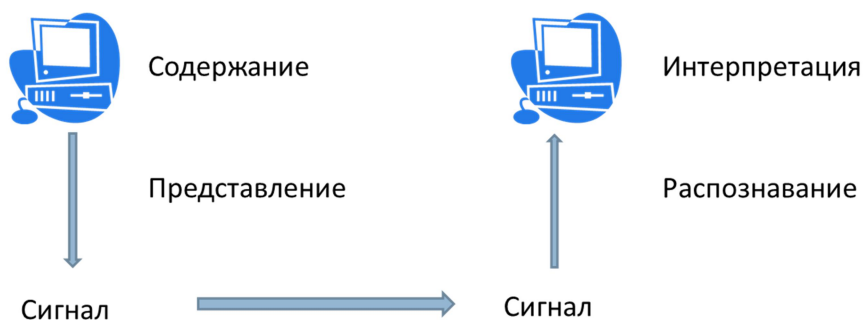 Содержание
Интерпретация
Представление
Распознавание
Сигнал
Сигнал